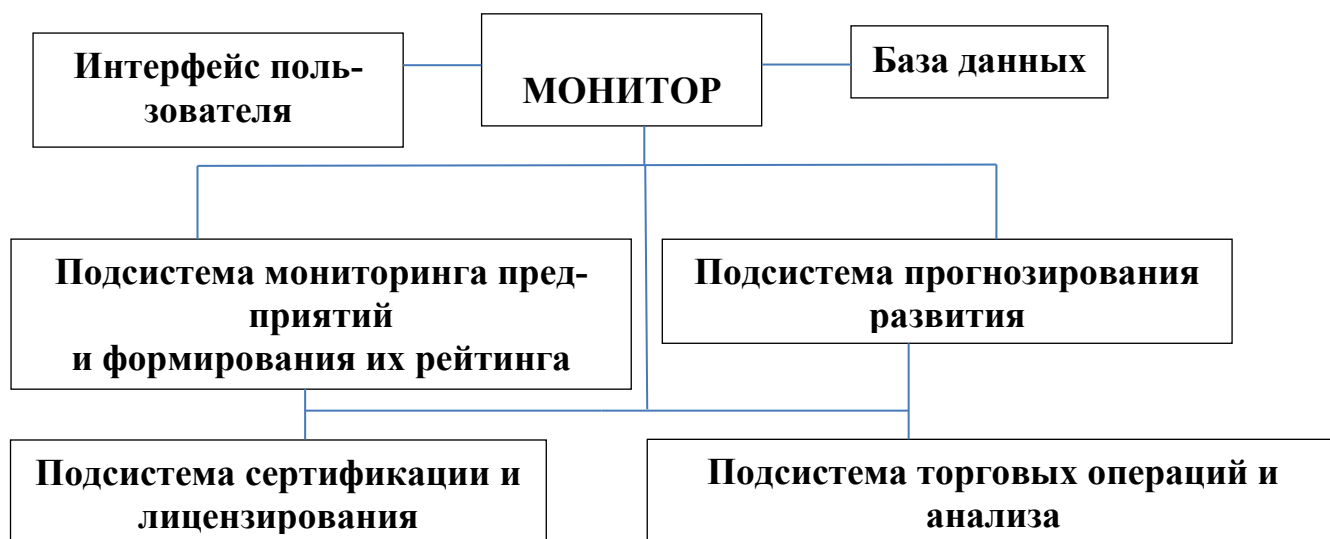 Интерфейс поль-
зователя
МОНИТОР
База данных
Подсистема мониторинга пред-
приятий
и формирования их рейтинга
Подсистема прогнозирования
развития
Подсистема сертификации и
лицензирования
Подсистема торговых операций и
анализа